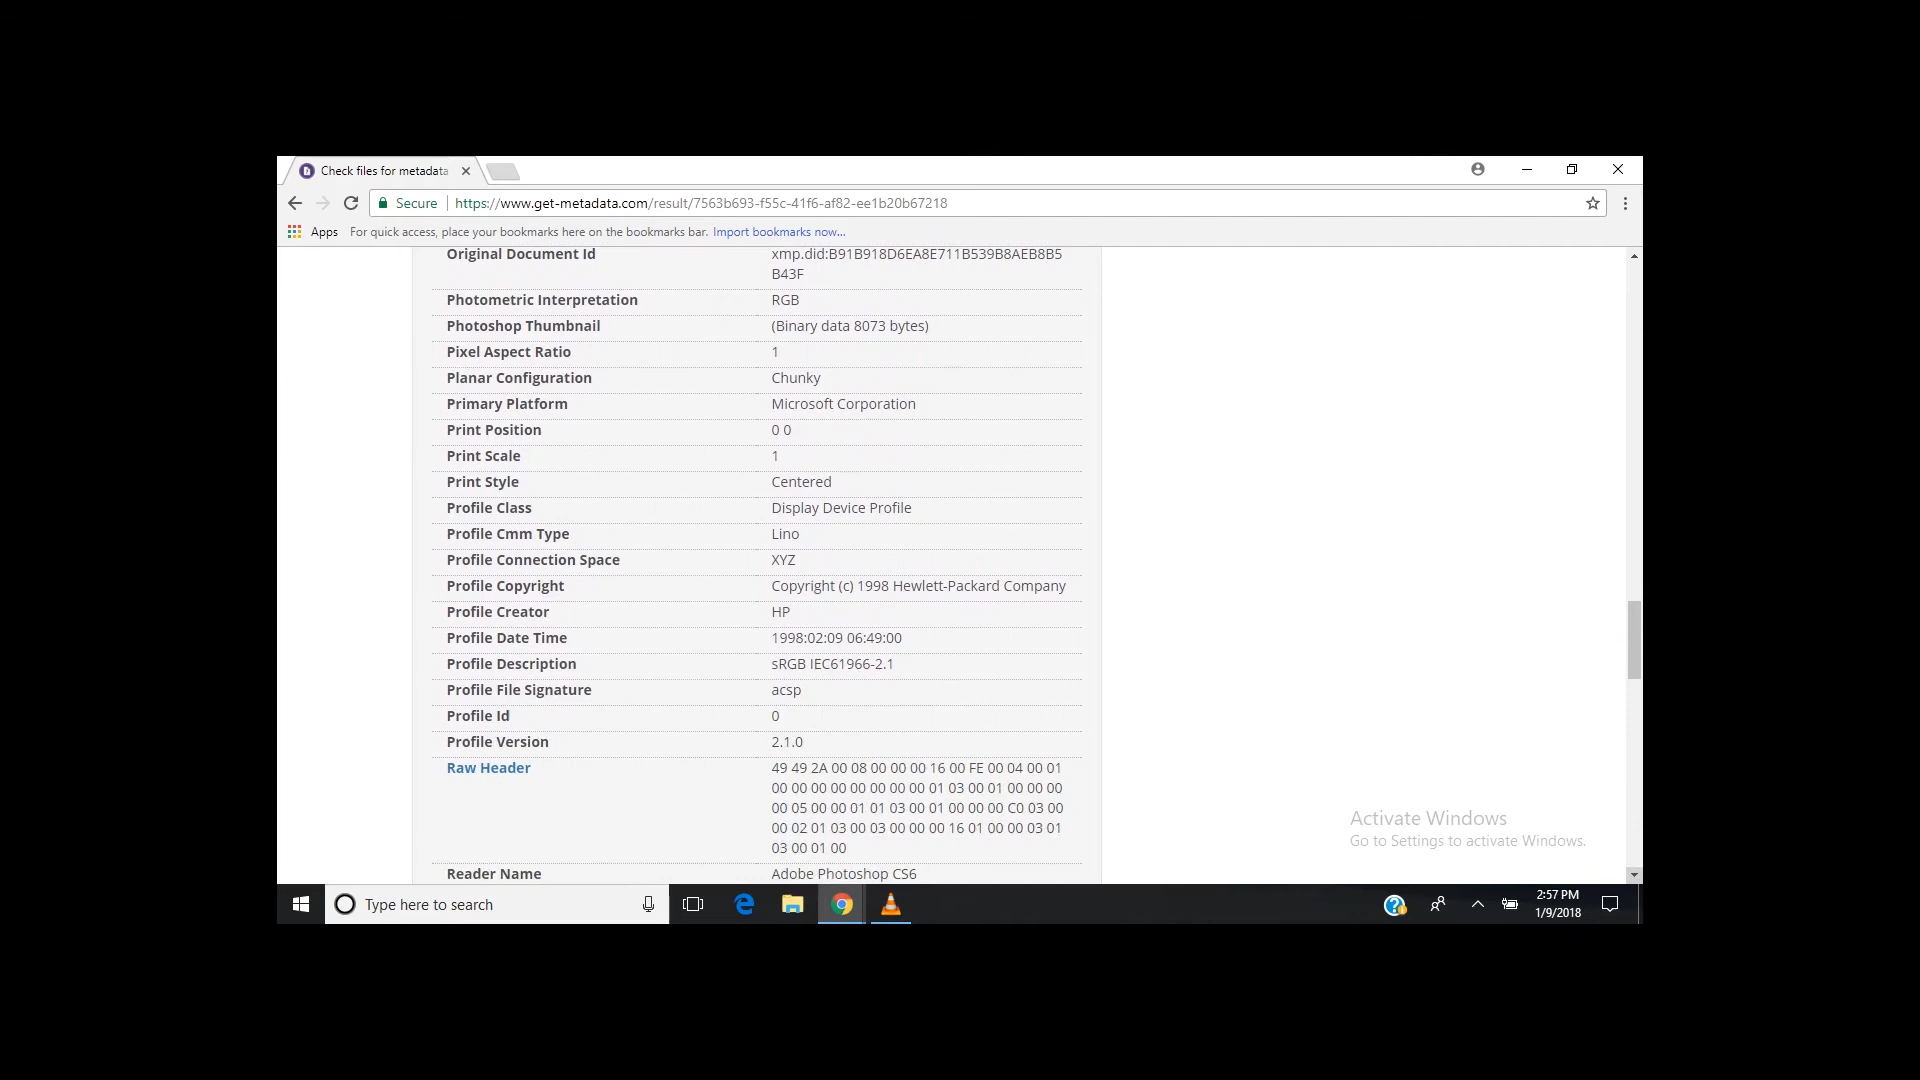 Check files for metadata
Secure https://www.get-metadata.com/result/7563b693-f55c-41f6-af82-ee1b20b67218
Apps For quick access, place your bookmarks here on the bookmarks bar. Import bookmarks now...
Original Document Id xmp.did:B91B918D6EA8E711B539B8AEB8B5
B43F
Photometric Interpretation RGB
Photoshop Thumbnail (Binary data 8073 bytes)
Pixel Aspect Ratio 1
Planar Configuration Chunky
Primary Platform Microsoft Corporation
Print Position 0 0
Print Scale 1
Print Style Centered
Profile Class Display Device Profile
Profile Cmm Type Lino
Profile Connection Space XYZ
Profile Copyright Copyright (c) 1998 Hewlett-Packard Company
Profile Creator HP
Profile Date Time 1998:02:09 06:49:00
Profile Description sRGB IEC61966-2.1
Profile File Signature acsp
Profile Id 0
Profile Version 2.1.0
Raw Header 49 49 2A 00 08 00 00 00 16 00 FE 00 04 00 01
00 00 00 00 00 00 00 00 01 03 00 01 00 00 00
00 05 00 00 01 01 03 00 01 00 00 00 C0 03 00
00 02 01 03 00 03 00 00 00 16 01 00 00 03 01
03 00 01 00
Reader Name Adobe Photoshop CS6
Activate Windows
Go to Settings to activate Windows.
Type here to search
2:57 PM
1/9/2018